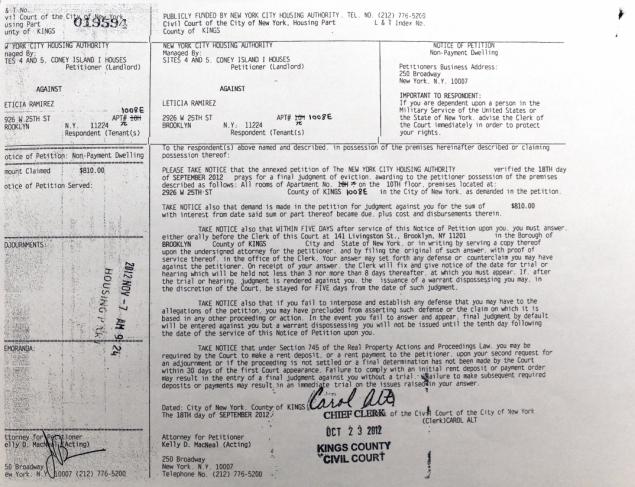 & T No.
vil Court of the City of New York
using Part
unty of KINGS
019594
W YORK CITY HOUSING AUTHORITY
naged By:
TES 4 AND 5, CONEY ISLAND I HOUSES
Petitioner (Landlord)
AGAINST
ETICIA RAMIREZ
1008E
926 W 25TH ST APT# 10H
ROOKLYN N.Y. 11224
Respondent (Tenant(s)
otice of Petition: Non-Payment Dwelling
mount Claimed $810.00
otice of Petition Served:
DJOURNMENTS:
2012 NOV -7 AM 9:24
HOUSING PART
EMORANDA:
ttorney for Petitioner
elly D. MacNeal (Acting)
50 Broadway
ew York, N.Y. 10007 (212) 776-5200
PUBLICLY FUNDED BY NEW YORK CITY HOUSING AUTHORITY. TEL. NO. (212) 776-5200
Civil Court of the City of New York, Housing Part L & T Index No.
County of KINGS
NEW YORK CITY HOUSING AUTHORITY
Managed By:
SITES 4 AND 5, CONEY ISLAND I HOUSES
Petitioner (Landlord)
AGAINST
LETICIA RAMIREZ
2926 W 25TH ST APT# 10H 1008E
BROOKLYN N.Y. 11224
Respondent (Tenant(s)
NOTICE OF PETITION
Non-Payment Dwelling
Petitioners Business Address:
250 Broadway
New York, N.Y. 10007
IMPORTANT TO RESPONDENT:
If you are dependent upon a person in the
Military Service of the United States or
the State of New York, advise the Clerk of
the Court immediately in order to protect
your rights.
To the respondent(s) above named and described, in possession of the premises hereinafter described or claiming
possession thereof:
PLEASE TAKE NOTICE that the annexed petition of The NEW YORK CITY HOUSING AUTHORITY verified the 18TH day
of SEPTEMBER 2012 prays for a final judgment of eviction, awarding to the petitioner possession of the premises
described as follows: All rooms of Apartment No. 10H on the 10TH floor, premises located at:
2926 W 25TH-ST County of KINGS 1008E in the City of New York, as demanded in the petition.
TAKE NOTICE also that demand is made in the petition for judgment against you for the sum of $810.00
with interest from date said sum or part thereof became due, plus cost and disbursements therein.
TAKE NOTICE also that WITHIN FIVE DAYS after service of this Notice of Petition upon you, you must answer,
either orally before the Clerk of this Court at 141 Livingston St., Brooklyn, NY 11201 in the Borough of
BROOKLYN County of KINGS City and State of New York, or in writing by serving a copy thereof
upon the undersigned attorney for the petitioner, and by filing the original of such answer, with proof of
service thereof, in the office of the Clerk. Your answer may set forth any defense or counterclaim you may have
against the petitioner. On receipt of your answer, the Clerk will fix and give notice of the date for trial or
hearing which will be held not less than 3 nor more than 8 days thereafter, at which you must appear. If, after
the trial or hearing, judgment is rendered against you, the issuance of a warrant dispossessing you may, in
the discretion of the Court, be stayed for FIVE days from the date of such judgment.
TAKE NOTICE also that if you fail to interpose and establish any defense that you may have to the
allegations of the petition, you may have precluded from asserting such defense or the claim on which it is
based in any other proceeding or action. In the event you fail to answer and appear, final judgment by default
will be entered against you but a warrant dispossessing you will not be issued until the tenth day following
the date of the service of this Notice of Petition upon you.
TAKE NOTICE that under Section 745 of the Real Property Actions and Proceedings Law, you may be
required by the Court to make a rent deposit, or a rent payment to the petitioner, upon your second request for
an adjournment or if the proceeding is not settled or a final determination has not been made by the Court
within 30 days of the first Court appearance. Failure to comply with an initial rent deposit or payment order
may result in the entry of a final judgment against you without a trial. Failure to make subsequent required
deposits or payments may result in an immediate trial on the issues raised in your answer.
Dated: City of New York, County of KINGS
The 18TH day of SEPTEMBER 2012
Carol Alt
CHIEF CLERK of the Civil Court of the City of New York
(Clerk)CAROL ALT
OCT 23 2012
KINGS COUNTY
CIVIL COURT
Attorney for Petitioner
Kelly D. MacNeal (Acting)
250 Broadway
New York, N.Y. 10007
Telephone No. (212) 776-5200